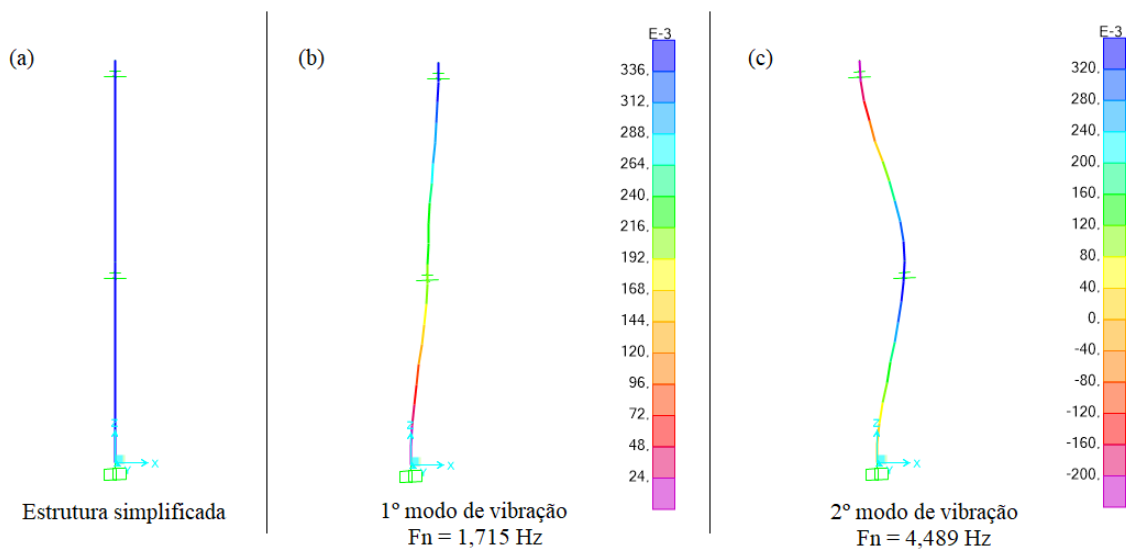 (a)
Z
X
Y
Estrutura simplificada
(b)
E-3
336,
312,
288,
264,
240,
216,
192,
168,
144,
120,
96,
72,
48,
24,
Z
X
Y
1º modo de vibração
Fn = 1,715 Hz
(c)
E-3
320,
280,
240,
200,
160,
120,
80,
40,
0,
-40,
-80,
-120,
-160,
-200,
Z
X
Y
2º modo de vibração
Fn = 4,489 Hz